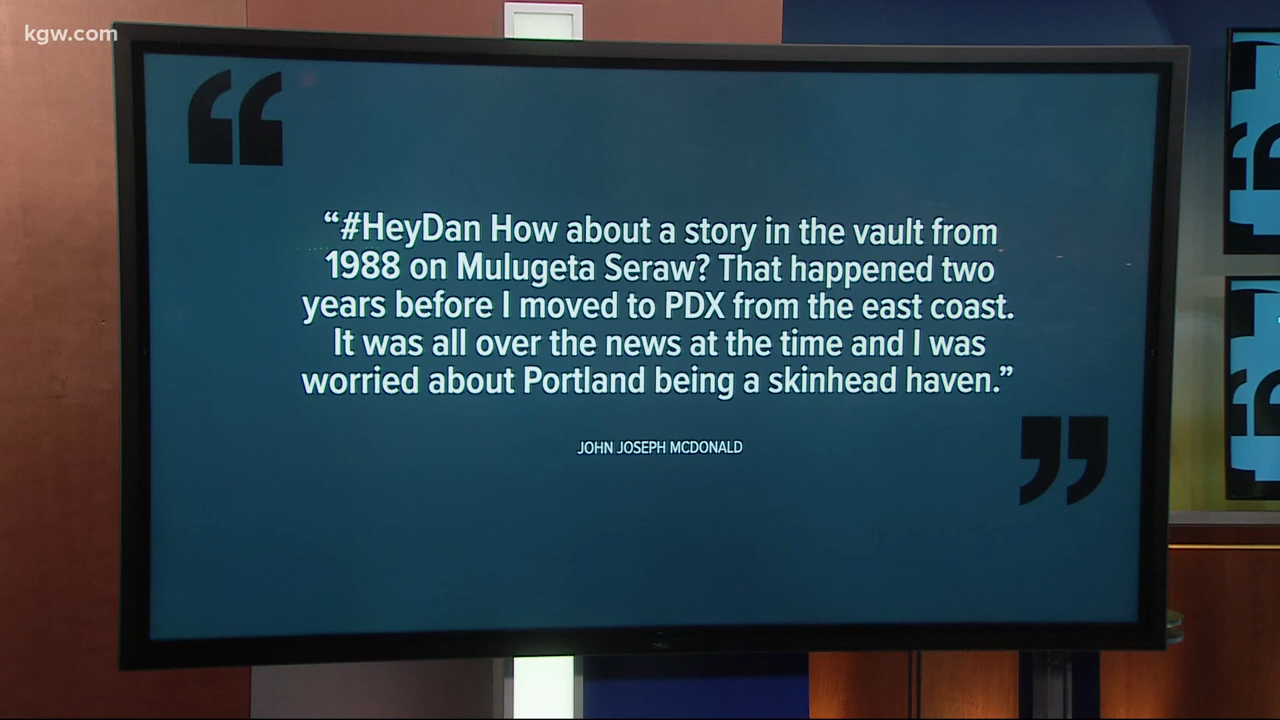 kgw.com
“#HeyDan How about a story in the vault from
1988 on Mulugeta Seraw? That happened two
years before I moved to PDX from the east coast.
It was all over the news at the time and I was
worried about Portland being a skinhead haven.”
JOHN JOSEPH MCDONALD